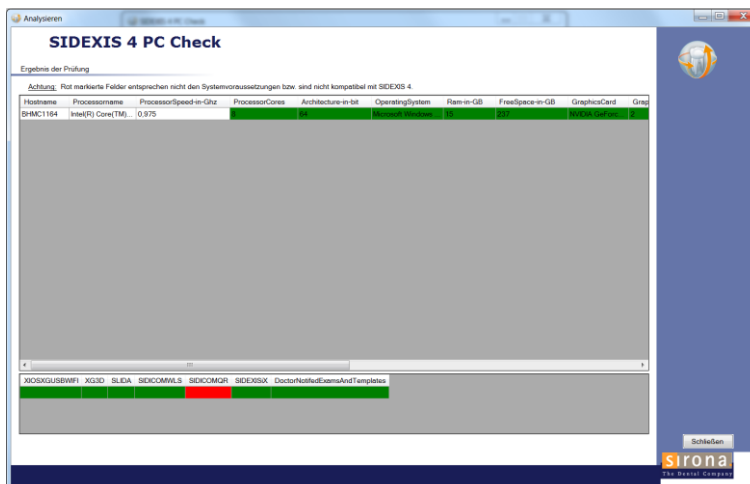 Analysieren
SIDEXIS 4 PC Check
Ergebnis der Prüfung
Achtung: Rot markierte Felder entsprechen nicht den Systemvoraussetzungen bzw. sind nicht kompatibel mit SIDEXIS 4.
Hostname Processorname ProcessorSpeed-in-Ghz ProcessorCores Architecture-in-bit OperatingSystem Ram-in-GB FreeSpace-in-GB GraphicsCard Grap
BHMC1164 Intel(R) Core(TM)... 0,975 64 Microsoft Windows ... 15 237 NVIDIA GeForc... 2
XIOSXGUSBWIFI XG3D SLIDA SIDICOMWLS SIDICOMQR SIDEXISiX DoctorNotifedExamsAndTemplates
Schließen
sirona
The Dental Company